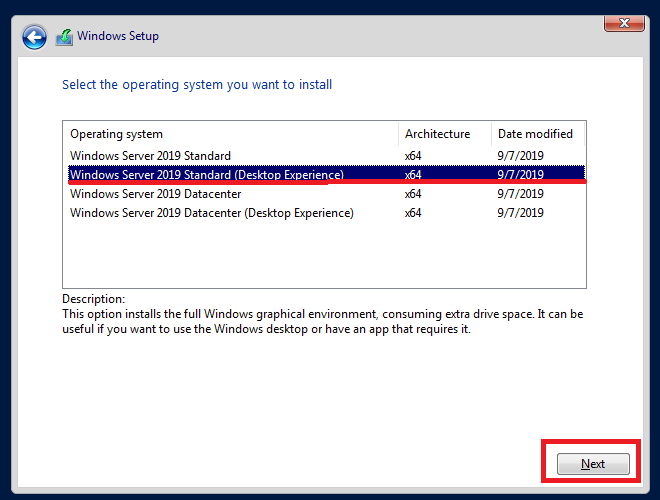 Windows Setup
Select the operating system you want to install
Operating system Architecture Date modified
Windows Server 2019 Standard x64 9/7/2019
Windows Server 2019 Standard (Desktop Experience) x64 9/7/2019
Windows Server 2019 Datacenter x64 9/7/2019
Windows Server 2019 Datacenter (Desktop Experience) x64 9/7/2019
Description:
This option installs the full Windows graphical environment, consuming extra drive space. It can be
useful if you want to use the Windows desktop or have an app that requires it.
Next